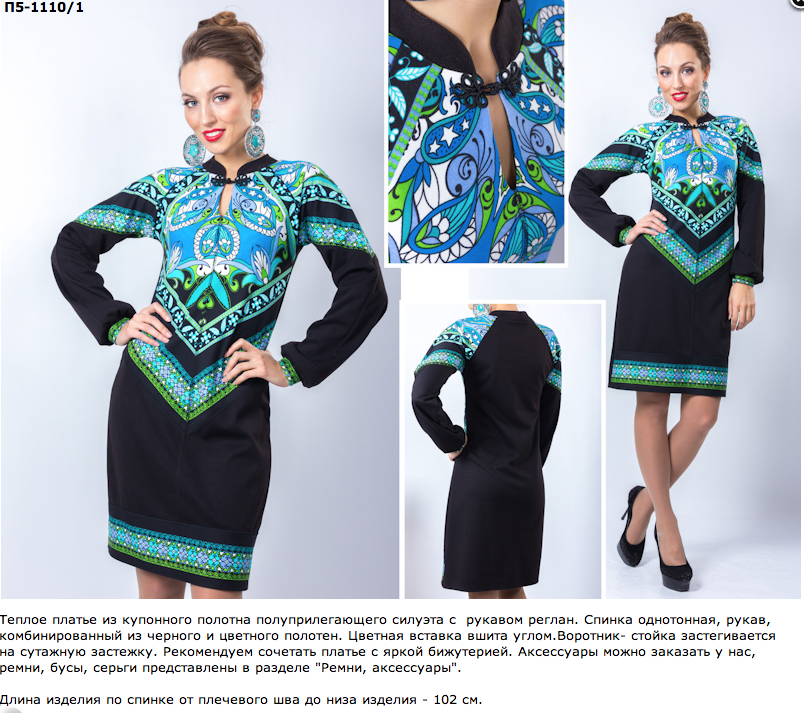 П5-1110/1
Теплое платье из купонного полотна полуприлегающего силуэта с  рукавом реглан. Спинка однотонная, рукав,
комбинированный из черного и цветного полотен. Цветная вставка вшита углом.Воротник- стойка застегивается
на сутажную застежку. Рекомендуем сочетать платье с яркой бижутерией. Аксессуары можно заказать у нас,
ремни, бусы, серьги представлены в разделе "Ремни, аксессуары".
Длина изделия по спинке от плечевого шва до низа изделия - 102 см.